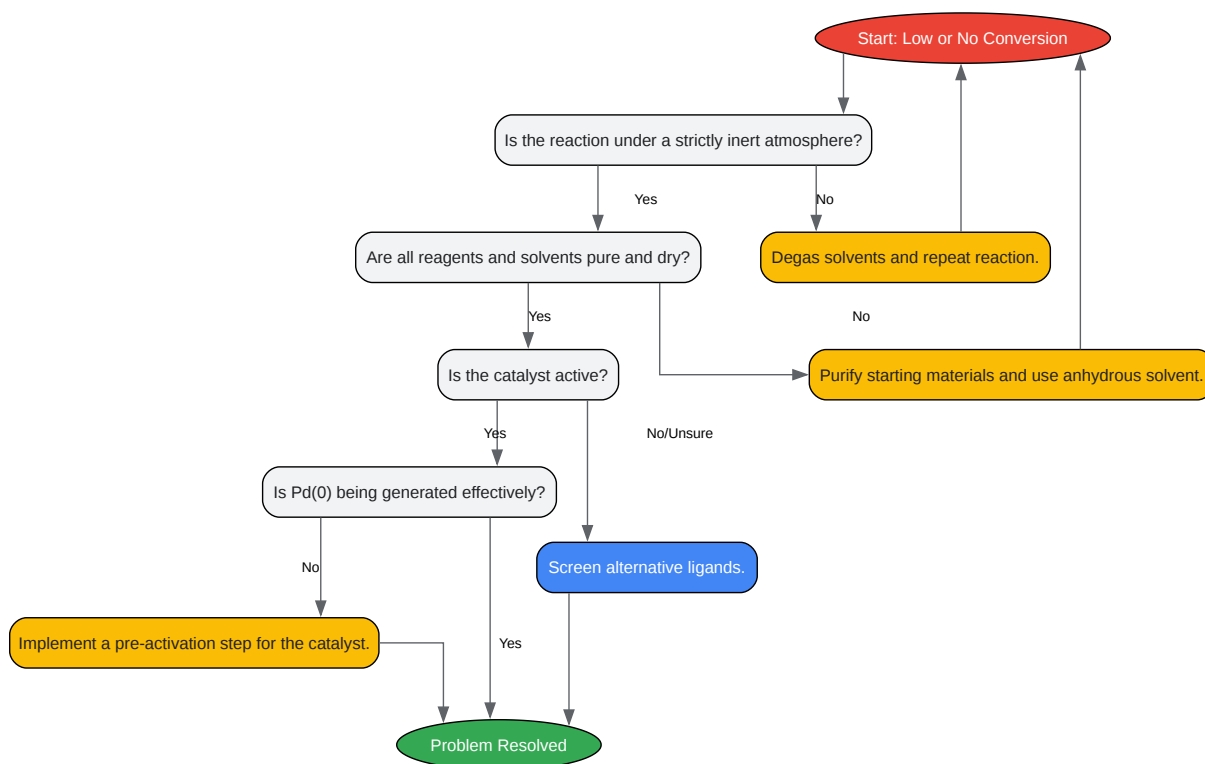 Start: Low or No Conversion
Is the reaction under a strictly inert atmosphere?
Yes
No
Are all reagents and solvents pure and dry?
Degas solvents and repeat reaction.
Yes
No
Is the catalyst active?
Purify starting materials and use anhydrous solvent.
Yes
No/Unsure
Is Pd(0) being generated effectively?
No
Screen alternative ligands.
Implement a pre-activation step for the catalyst.
Yes
Problem Resolved